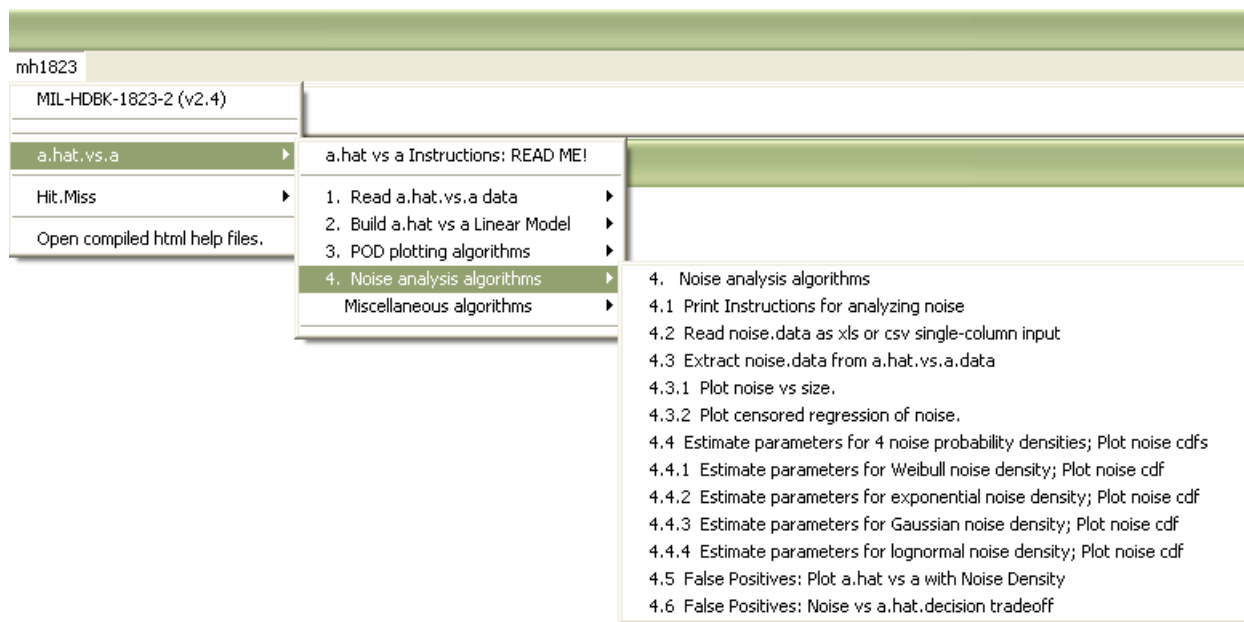 mh1823
MIL-HDBK-1823-2 (v2.4)
a.hat.vs.a
Hit.Miss
Open compiled html help files.
a.hat vs a Instructions: READ ME!
1. Read a.hat.vs.a data
2. Build a.hat vs a Linear Model
3. POD plotting algorithms
4. Noise analysis algorithms
Miscellaneous algorithms
4. Noise analysis algorithms
4.1 Print Instructions for analyzing noise
4.2 Read noise.data as xls or csv single-column input
4.3 Extract noise.data from a.hat.vs.a.data
4.3.1 Plot noise vs size.
4.3.2 Plot censored regression of noise.
4.4 Estimate parameters for 4 noise probability densities; Plot noise cdfs
4.4.1 Estimate parameters for Weibull noise density; Plot noise cdf
4.4.2 Estimate parameters for exponential noise density; Plot noise cdf
4.4.3 Estimate parameters for Gaussian noise density; Plot noise cdf
4.4.4 Estimate parameters for lognormal noise density; Plot noise cdf
4.5 False Positives: Plot a.hat vs a with Noise Density
4.6 False Positives: Noise vs a.hat.decision tradeoff